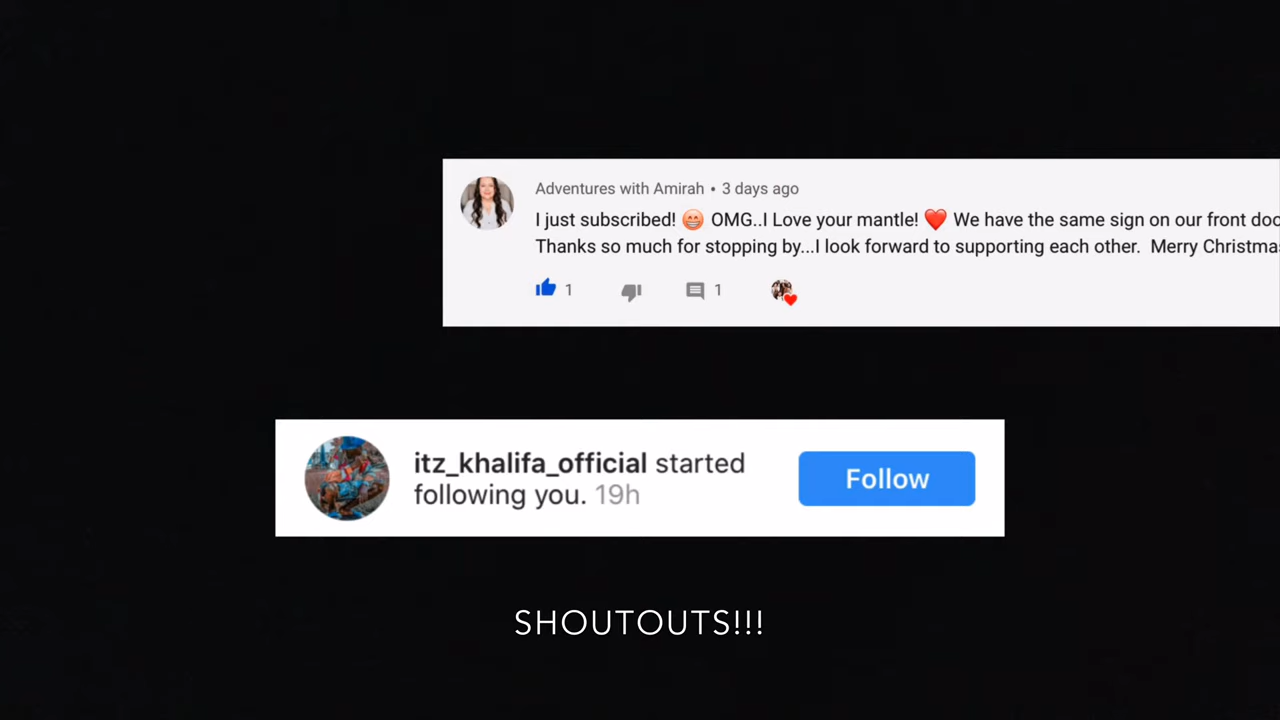 Adventures with Amirah • 3 days ago
I just subscribed! 😁 OMG..I Love your mantle! ❤️ We have the same sign on our front
Thanks so much for stopping by...I look forward to supporting each other. Merry
1 1
itz_khalifa_official started
following you. 19h
Follow
SHOUTOUTS!!!